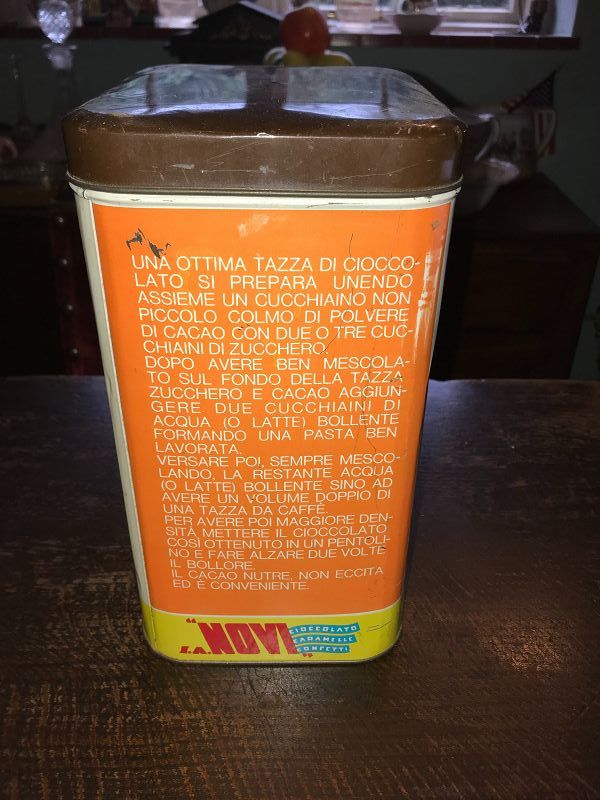 UNA OTTIMA TAZZA DI CIOCCO-
LATO SI PREPARA UNENDO
ASSIEME UN CUCCHIAINO NON
PICCOLO COLMO DI POLVERE
DI CACAO CON DUE O TRE CUC-
CHIAINI DI ZUCCHERO.
DOPO AVERE BEN MESCOLA-
TO SUL FONDO DELLA TAZZA
ZUCCHERO E CACAO AGGIUN-
GERE DUE CUCCHIAINI DI
ACQUA (O LATTE) BOLLENTE
FORMANDO UNA PASTA BEN
LAVORATA.
VERSARE POI, SEMPRE MESCO-
LANDO, LA RESTANTE ACQUA
(O LATTE) BOLLENTE SINO AD
AVERE UN VOLUME DOPPIO DI
UNA TAZZA DA CAFFÈ.
PER AVERE POI MAGGIORE DEN-
SITÀ METTERE IL CIOCCOLATO
COSÌ OTTENUTO IN UN PENTOLI-
NO E FARE ALZARE DUE VOLTE
IL BOLLORE.
IL CACAO NUTRE, NON ECCITA
ED È CONVENIENTE.
"LA NOVI"
CIOCCOLATO
CARAMELLE
CONFETTI